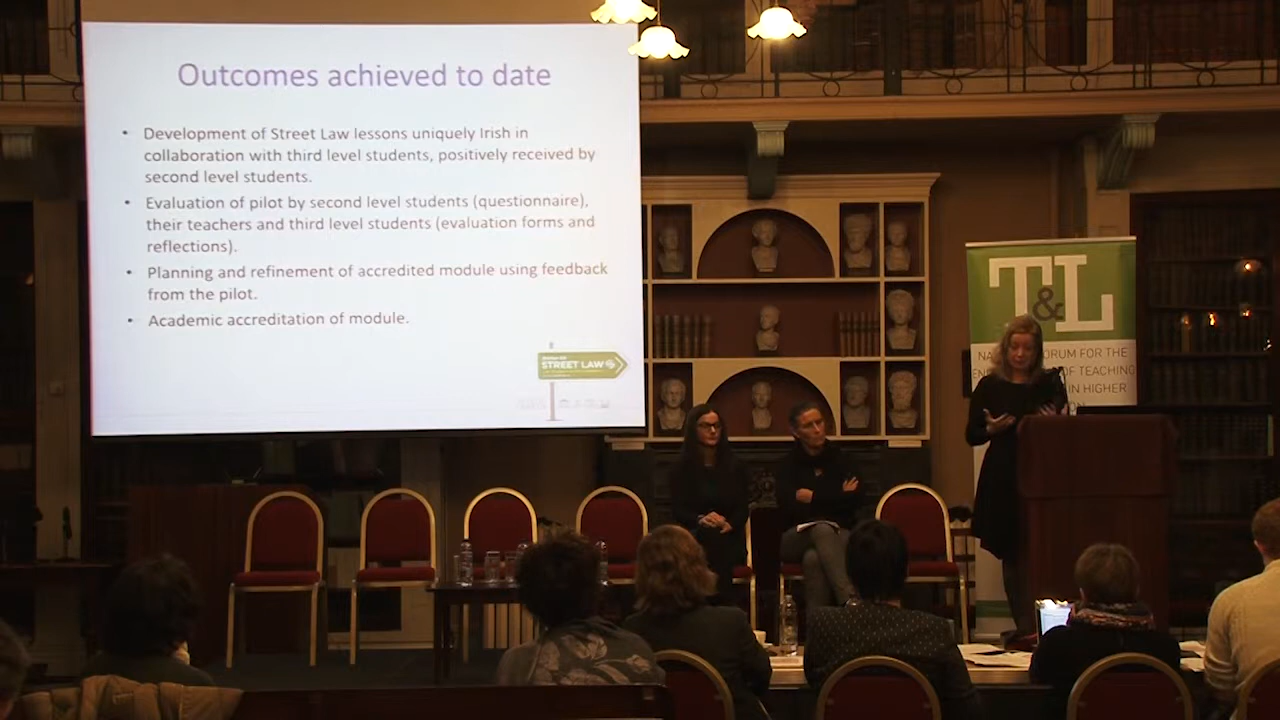 Outcomes achieved to date
• Development of Street Law lessons uniquely Irish in
collaboration with third level students, positively received by
second level students.
• Evaluation of pilot by second level students (questionnaire),
their teachers and third level students (evaluation forms and
reflections).
• Planning and refinement of accredited module using feedback
from the pilot.
• Academic accreditation of module.
STREET LAW
T&L
FORUM FOR THE
OF TEACHING
IN HIGHER